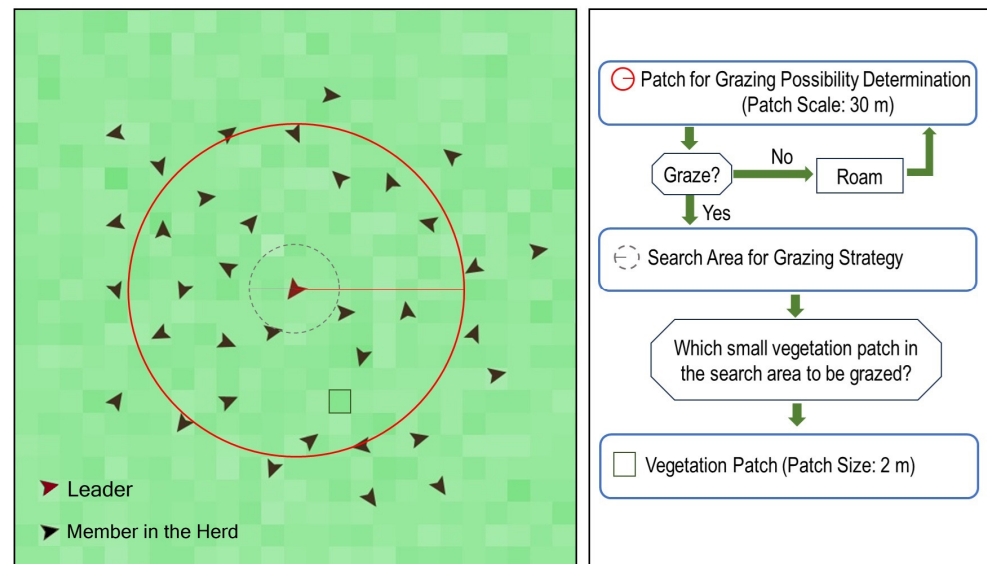 Leader
Member in the Herd
Patch for Grazing Possibility Determination
(Patch Scale: 30 m)
Graze?
No
Roam
Yes
Search Area for Grazing Strategy
Which small vegetation patch in
the search area to be grazed?
Vegetation Patch (Patch Size: 2 m)